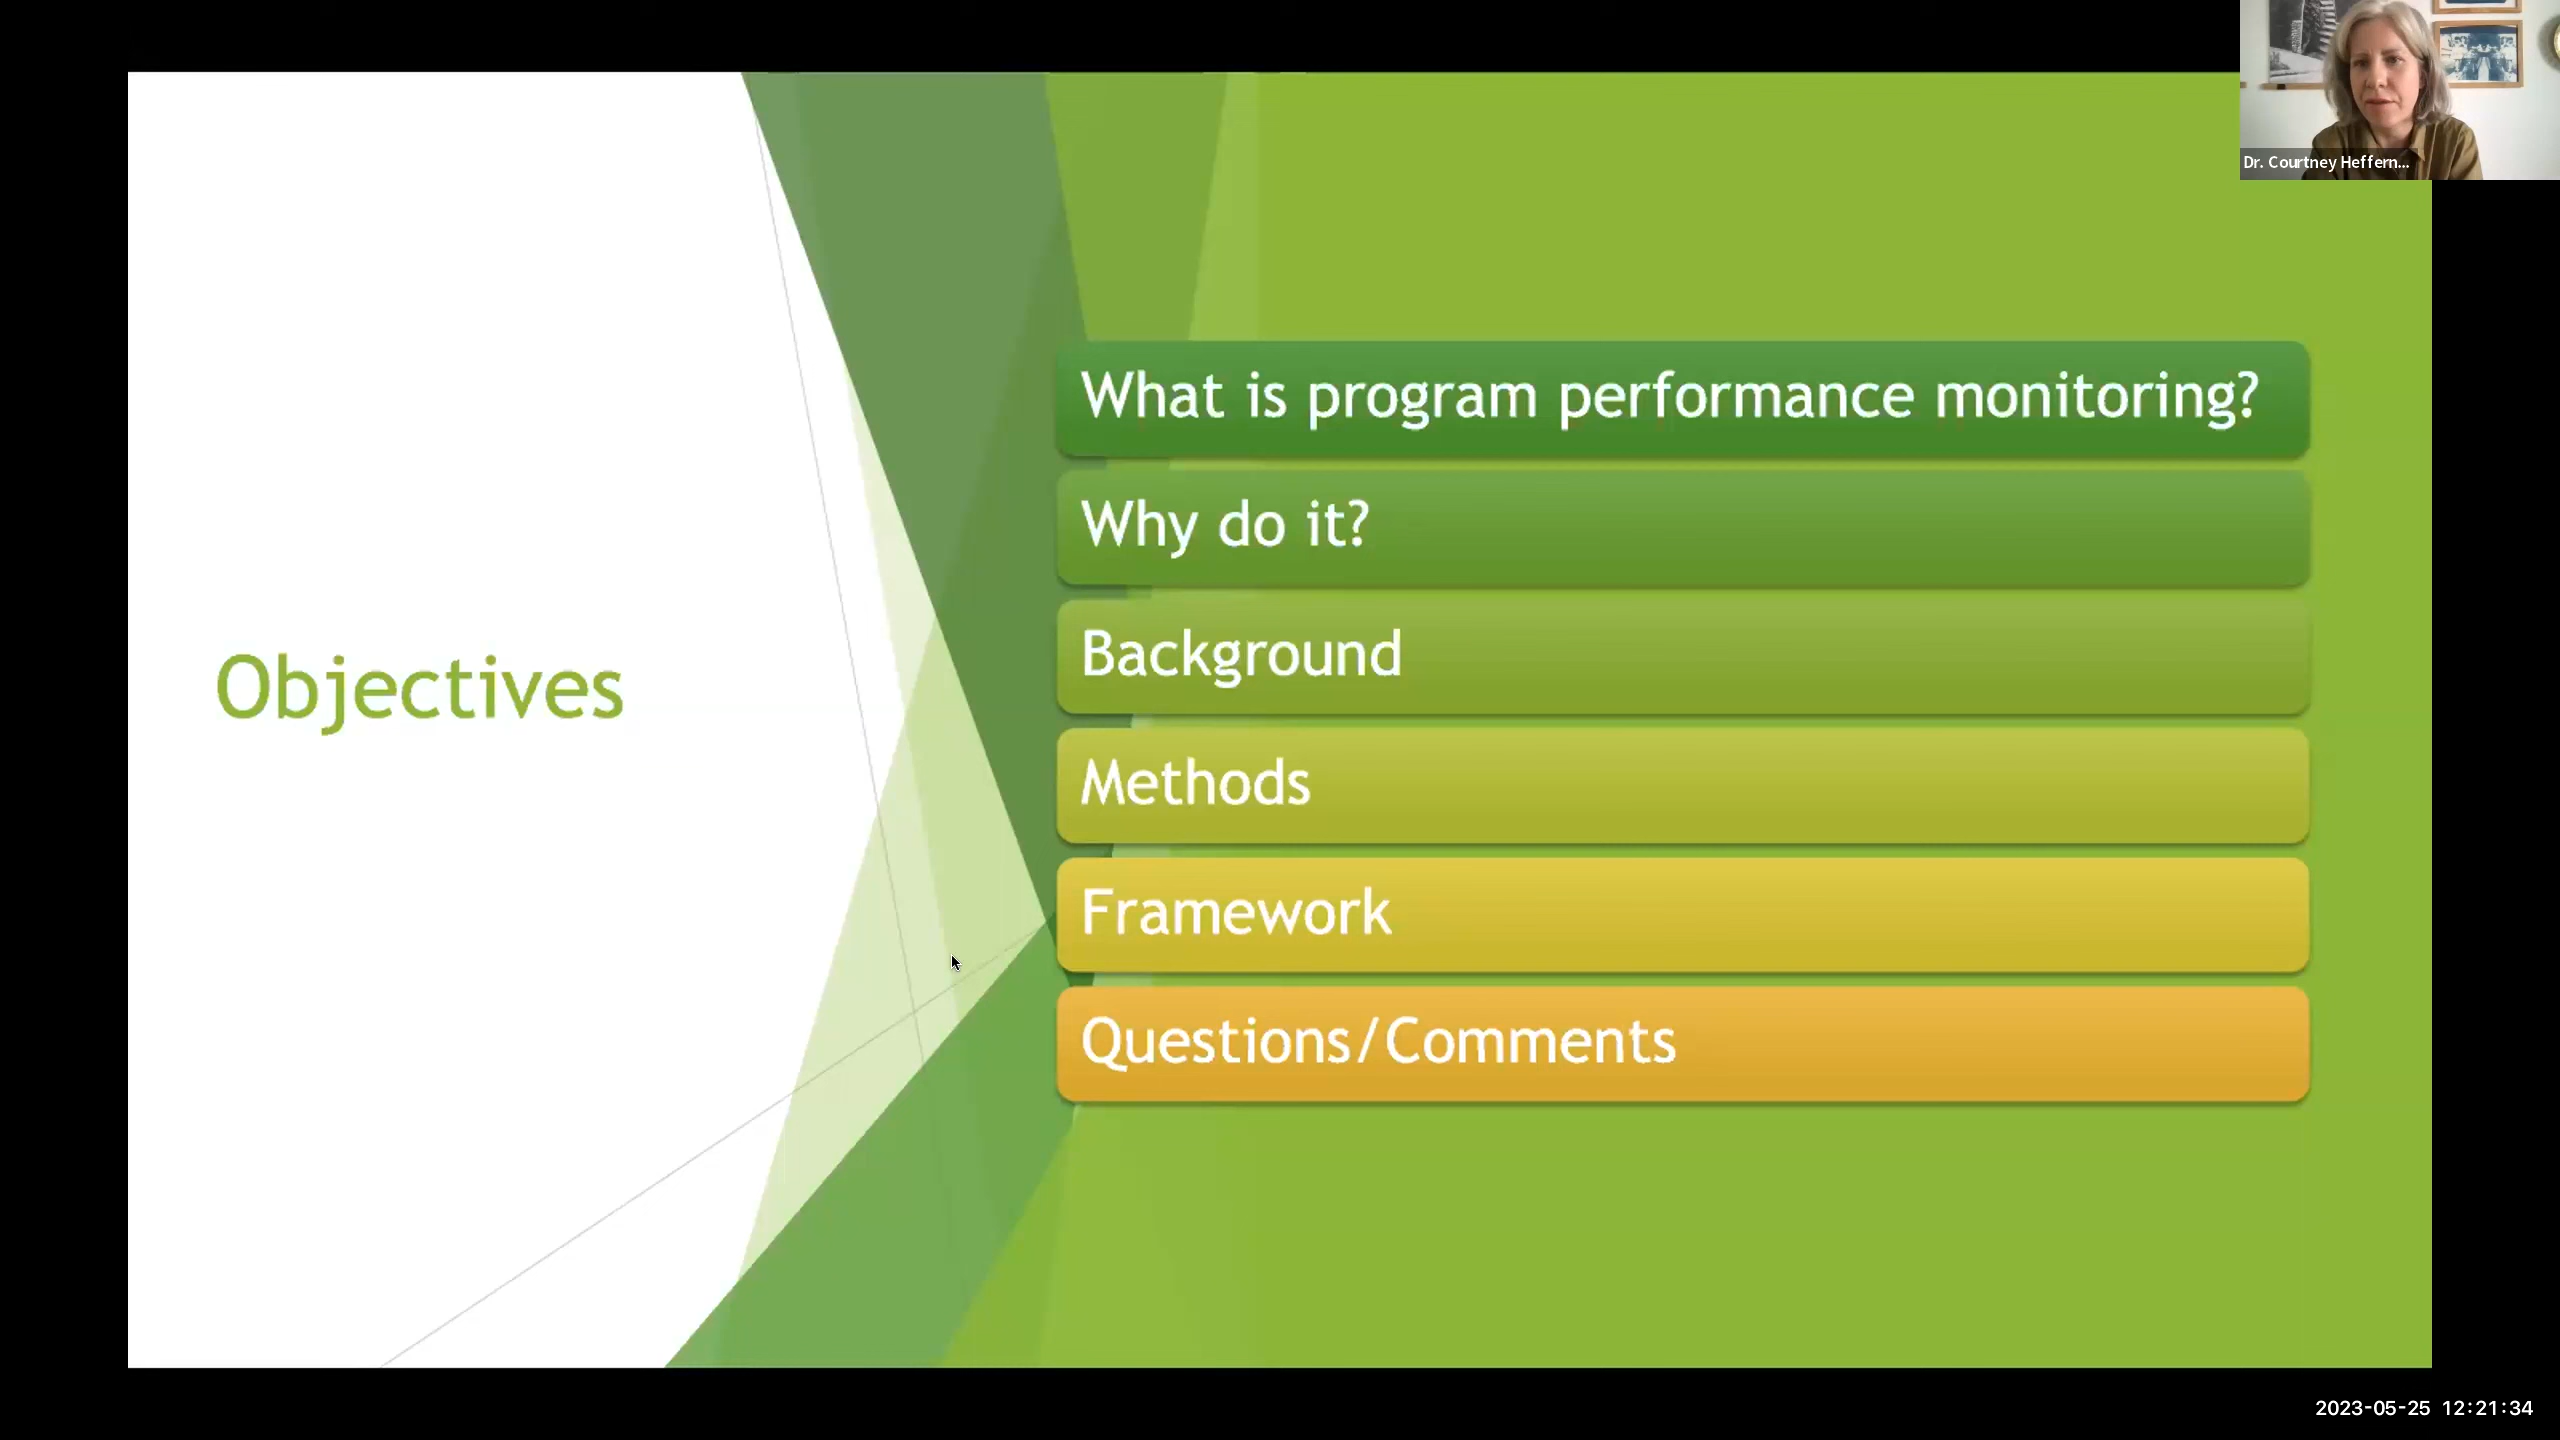 Dr. Courtney Heffern...
Objectives
What is program performance monitoring?
Why do it?
Background
Methods
Framework
Questions/Comments
2023-05-25 12:21:34